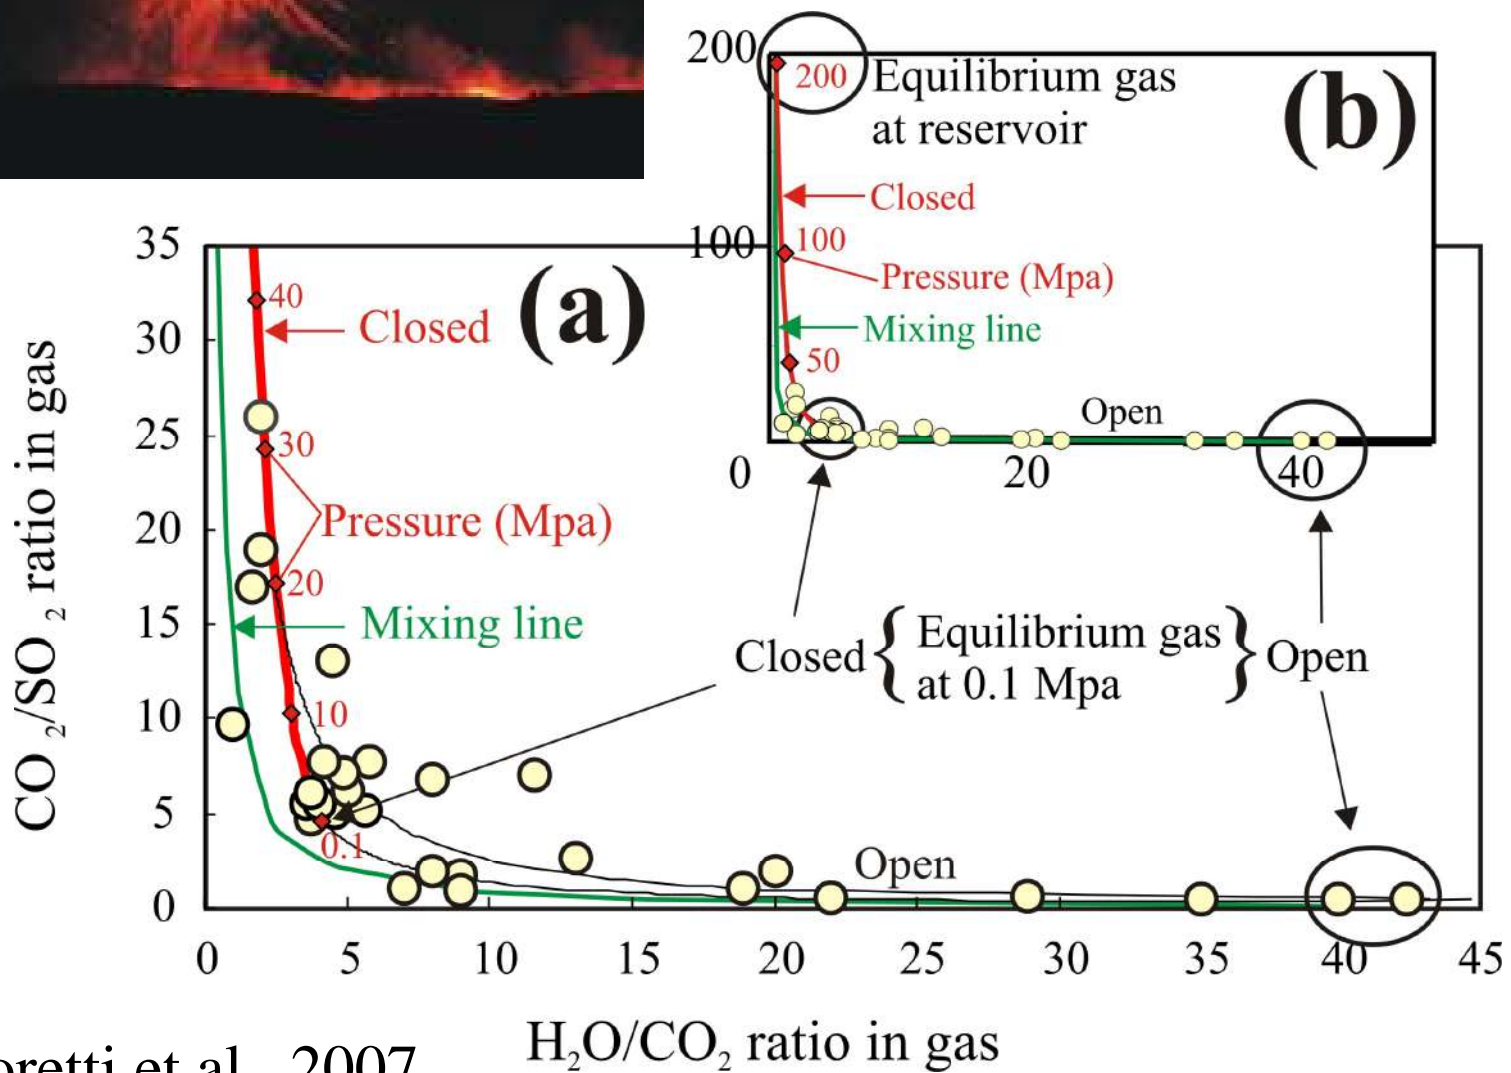 200
200
Equilibrium gas
at reservoir
(b)
Closed
100
100
Pressure (Mpa)
Mixing line
50
Open
0
20
40
35
30
25
20
15
10
5
0
CO2/SO2 ratio in gas
40
Closed
(a)
30
Pressure (Mpa)
20
Mixing line
10
0.1
Closed { Equilibrium gas
at 0.1 Mpa } Open
Open
0 5 10 15 20 25 30 35 40 45
H2O/CO2 ratio in gas
et al., 2007